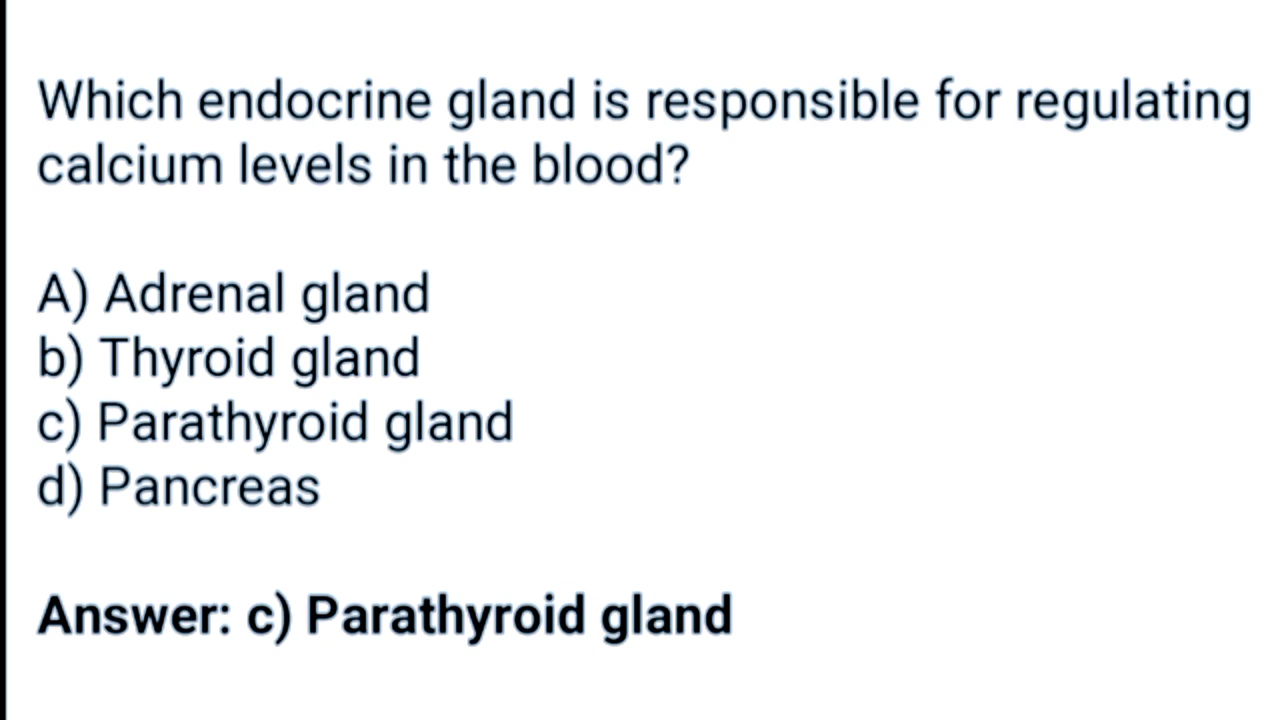 Which endocrine gland is responsible for regulating
calcium levels in the blood?
A) Adrenal gland
b) Thyroid gland
c) Parathyroid gland
d) Pancreas
Answer: c) Parathyroid gland